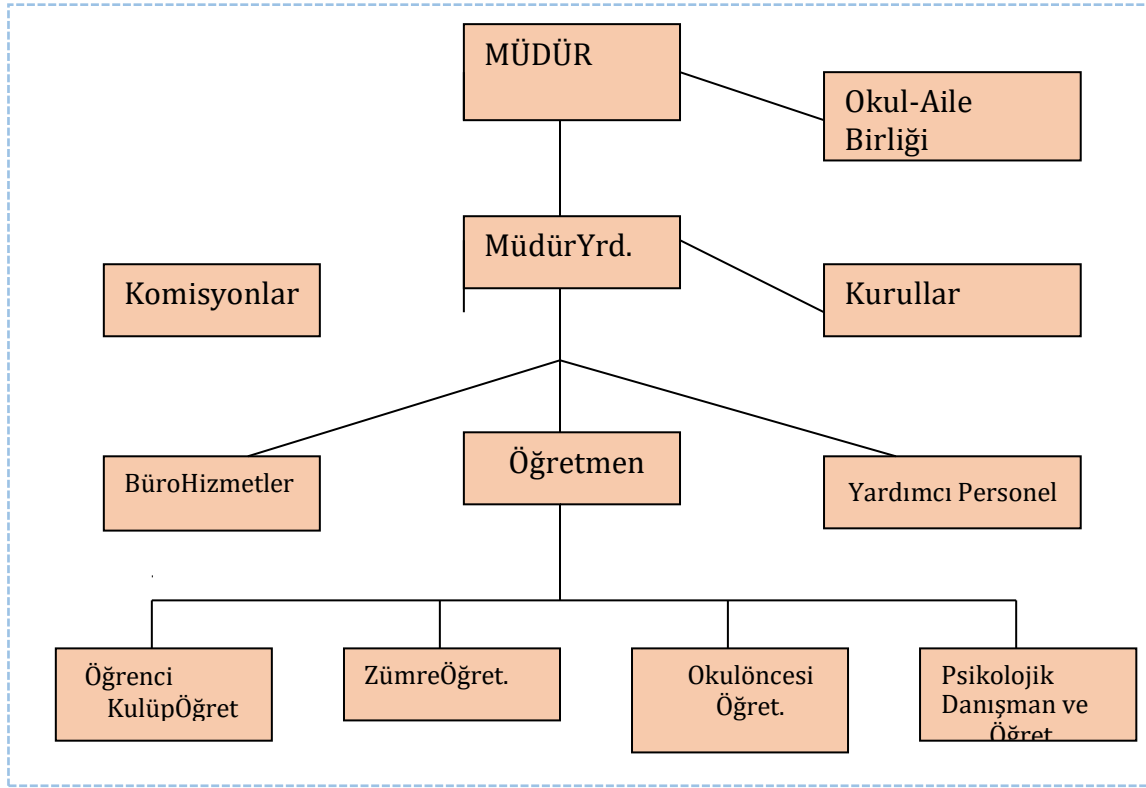 MÜDÜR
Okul-Aile
Birliği
MüdürYrd.
Komisyonlar
Kurullar
BüroHizmetler
Öğretmen
Yardımcı Personel
Öğrenci
KulüpÖğret
ZümreÖğret.
Okulöncesi
Öğret.
Psikolojik
Danışman ve
Öğret